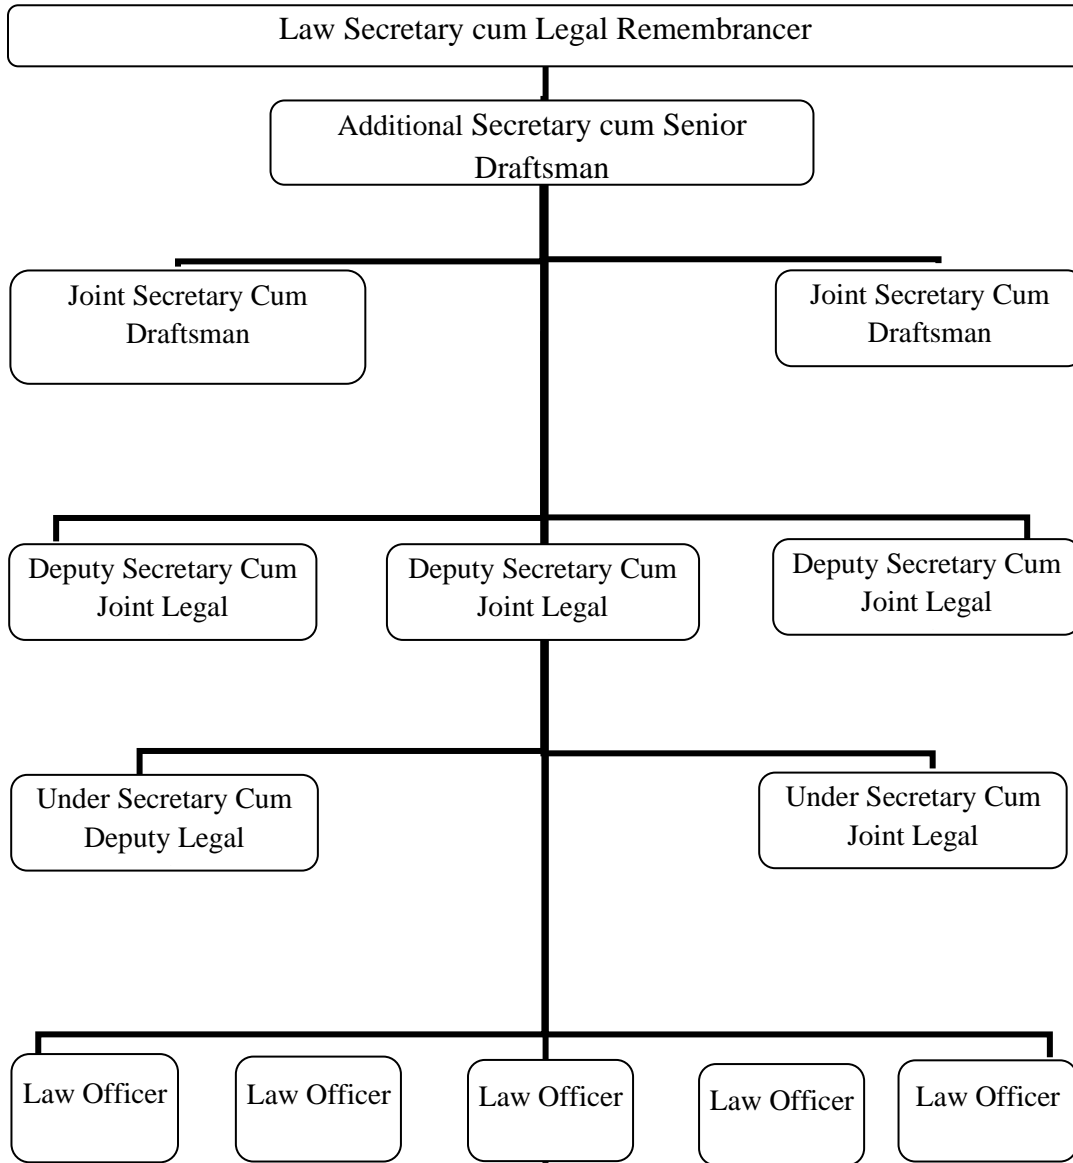 Law Secretary cum Legal Remembrancer
Additional Secretary cum Senior
Draftsman
Joint Secretary Cum
Draftsman
Joint Secretary Cum
Draftsman
Deputy Secretary Cum
Joint Legal
Deputy Secretary Cum
Joint Legal
Deputy Secretary Cum
Joint Legal
Under Secretary Cum
Deputy Legal
Under Secretary Cum
Joint Legal
Law Officer
Law Officer
Law Officer
Law Officer
Law Officer